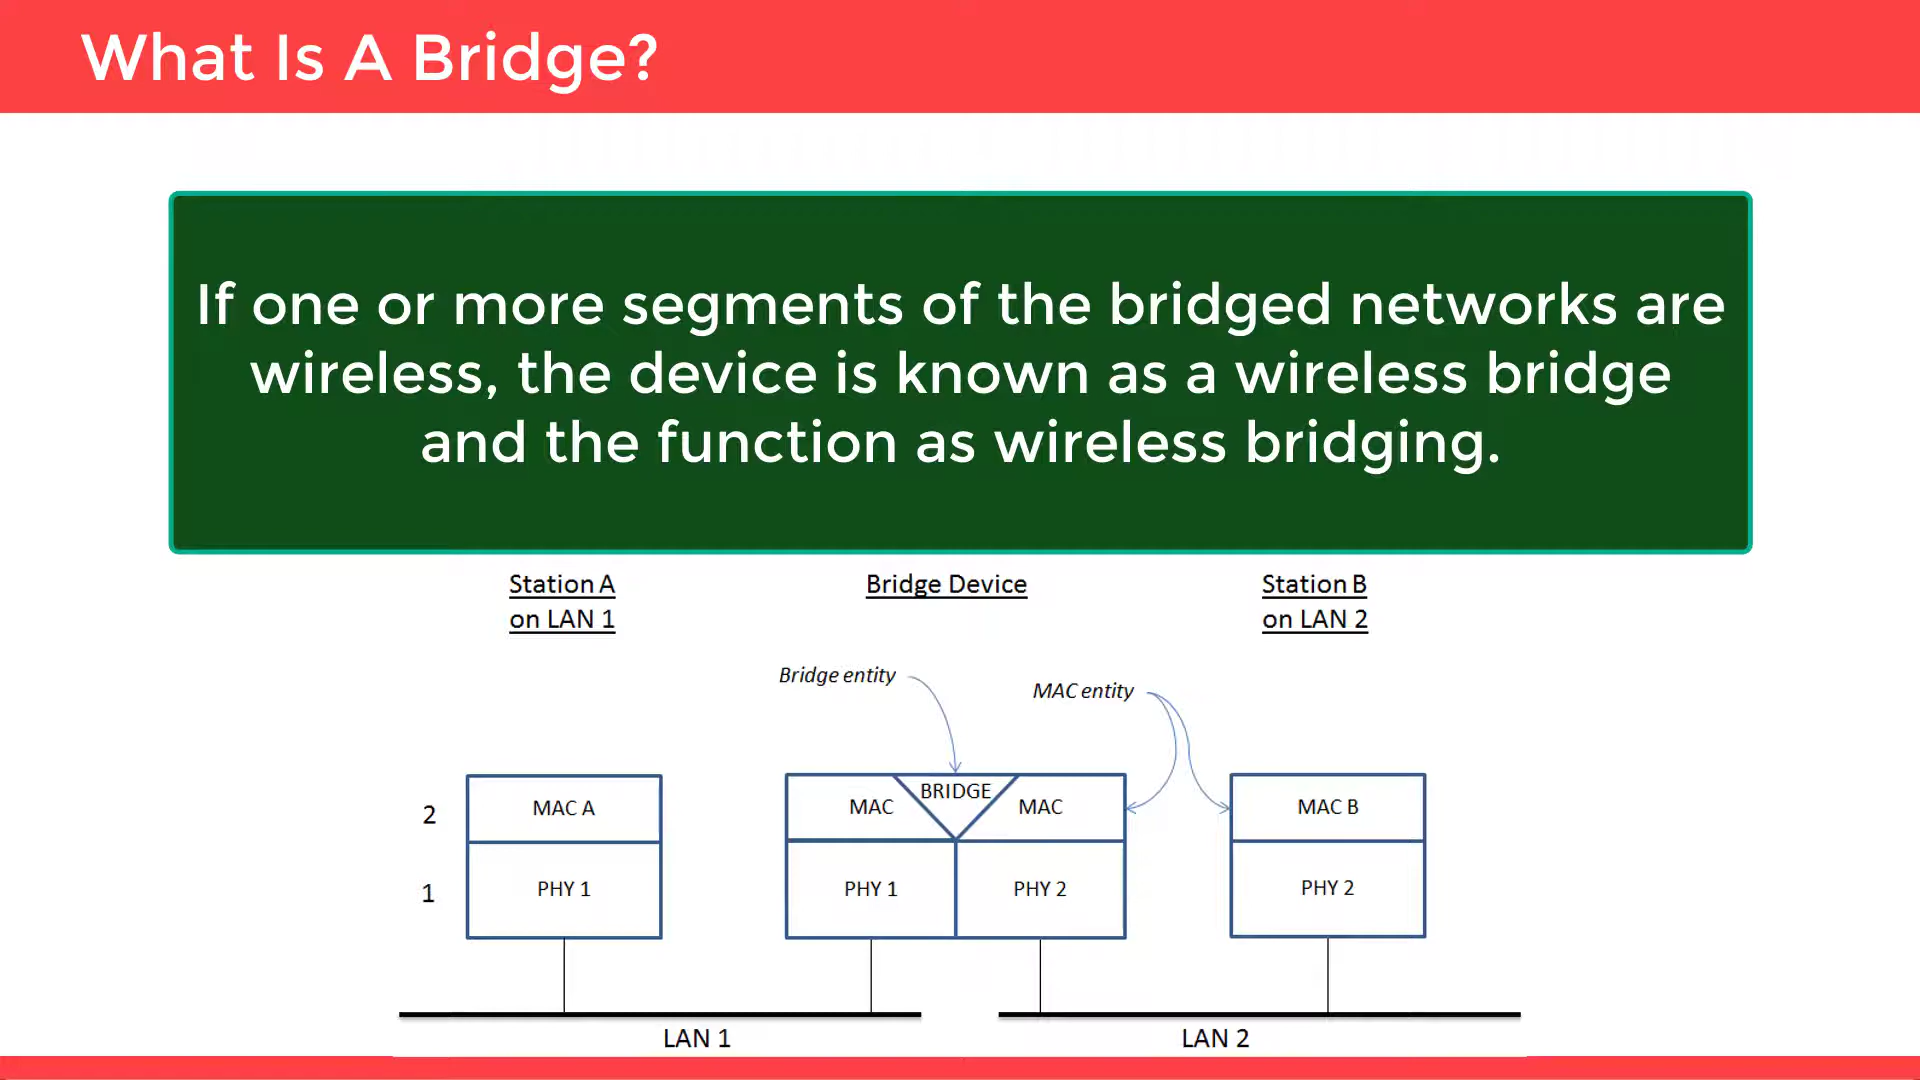 What Is A Bridge?
If one or more segments of the bridged networks are
wireless, the device is known as a wireless bridge
and the function as wireless bridging.
Station A
on LAN 1
Bridge Device
Station B
on LAN 2
Bridge entity
MAC entity
2
MAC A
MAC
BRIDGE
MAC
MAC B
1
PHY 1
PHY 1
PHY 2
PHY 2
LAN 1
LAN 2